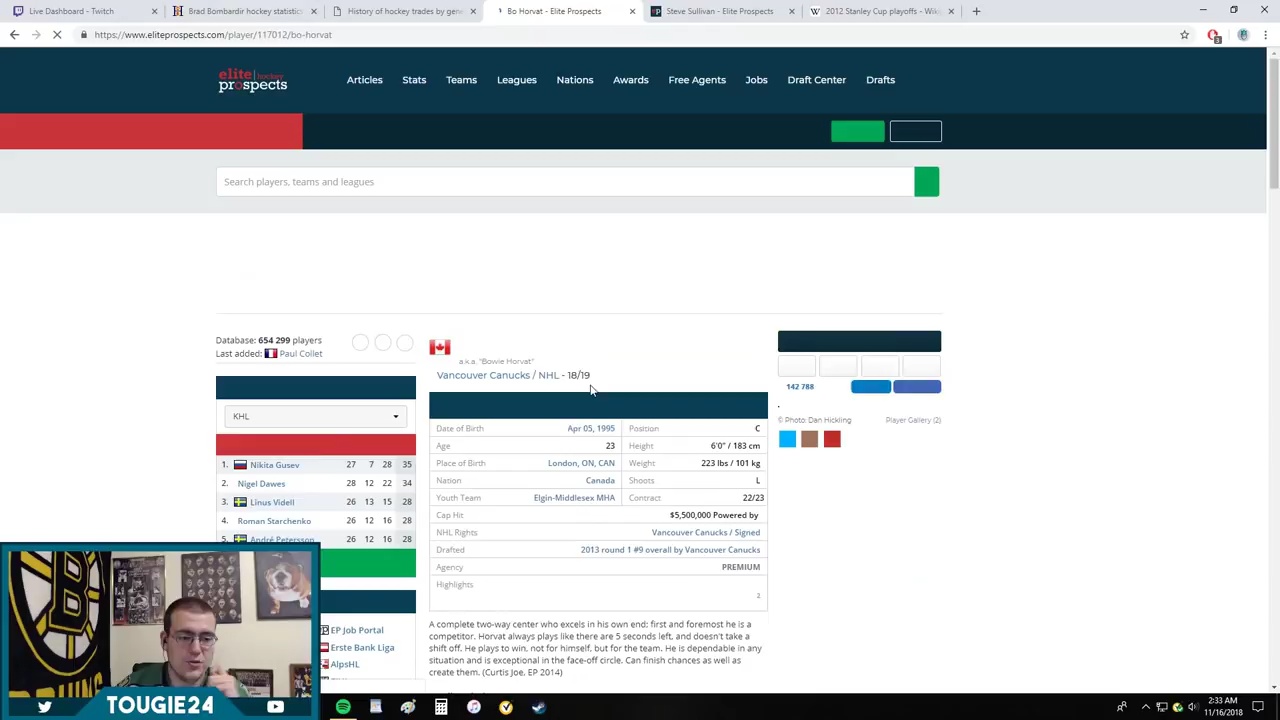 Live Dashboard - Twitch
Brad Bombardir hockey statistics
History of hockey trades by gene
Bo Horvat - Elite Prospects
Steve Sullivan - Elite Prospects
2012 Stanley Cup playoffs - Wiki
https://www.eliteprospects.com/player/117012/bo-horvat
elite hockey
prospects
Articles Stats Teams Leagues Nations Awards Free Agents Jobs Draft Center Drafts
Search players, teams and leagues
Database: 654 299 players
Last added: Paul Collet
KHL
1. Nikita Gusev 27 7 28 35
2. Nigel Dawes 28 12 22 34
3. Linus Videll 26 13 15 28
4. Roman Starchenko 26 12 16 28
5. André Petersson 26 12 16 28
EP Job Portal
Erste Bank Liga
AlpsHL
a.k.a. "Bowie Horvat"
Vancouver Canucks / NHL - 18/19
Date of Birth Apr 05, 1995 Position C
Age 23 Height 6'0" / 183 cm
Place of Birth London, ON, CAN Weight 223 lbs / 101 kg
Nation Canada Shoots L
Youth Team Elgin-Middlesex MHA Contract 22/23
Cap Hit $5,500,000 Powered by
NHL Rights Vancouver Canucks / Signed
Drafted 2013 round 1 #9 overall by Vancouver Canucks
Agency PREMIUM
Highlights
2
A complete two-way center who excels in his own end; first and foremost he is a
competitor. Horvat always plays like there are 5 seconds left, and doesn't take a
shift off. He plays to win, not for himself, but for the team. He is dependable in any
situation and is exceptional in the face-off circle. Can finish chances as well as
create them. (Curtis Joe, EP 2014)
142 788
© Photo: Dan Hickling Player Gallery (2)
B
BRUINS
TOUGIE24
2:33 AM
11/16/2018